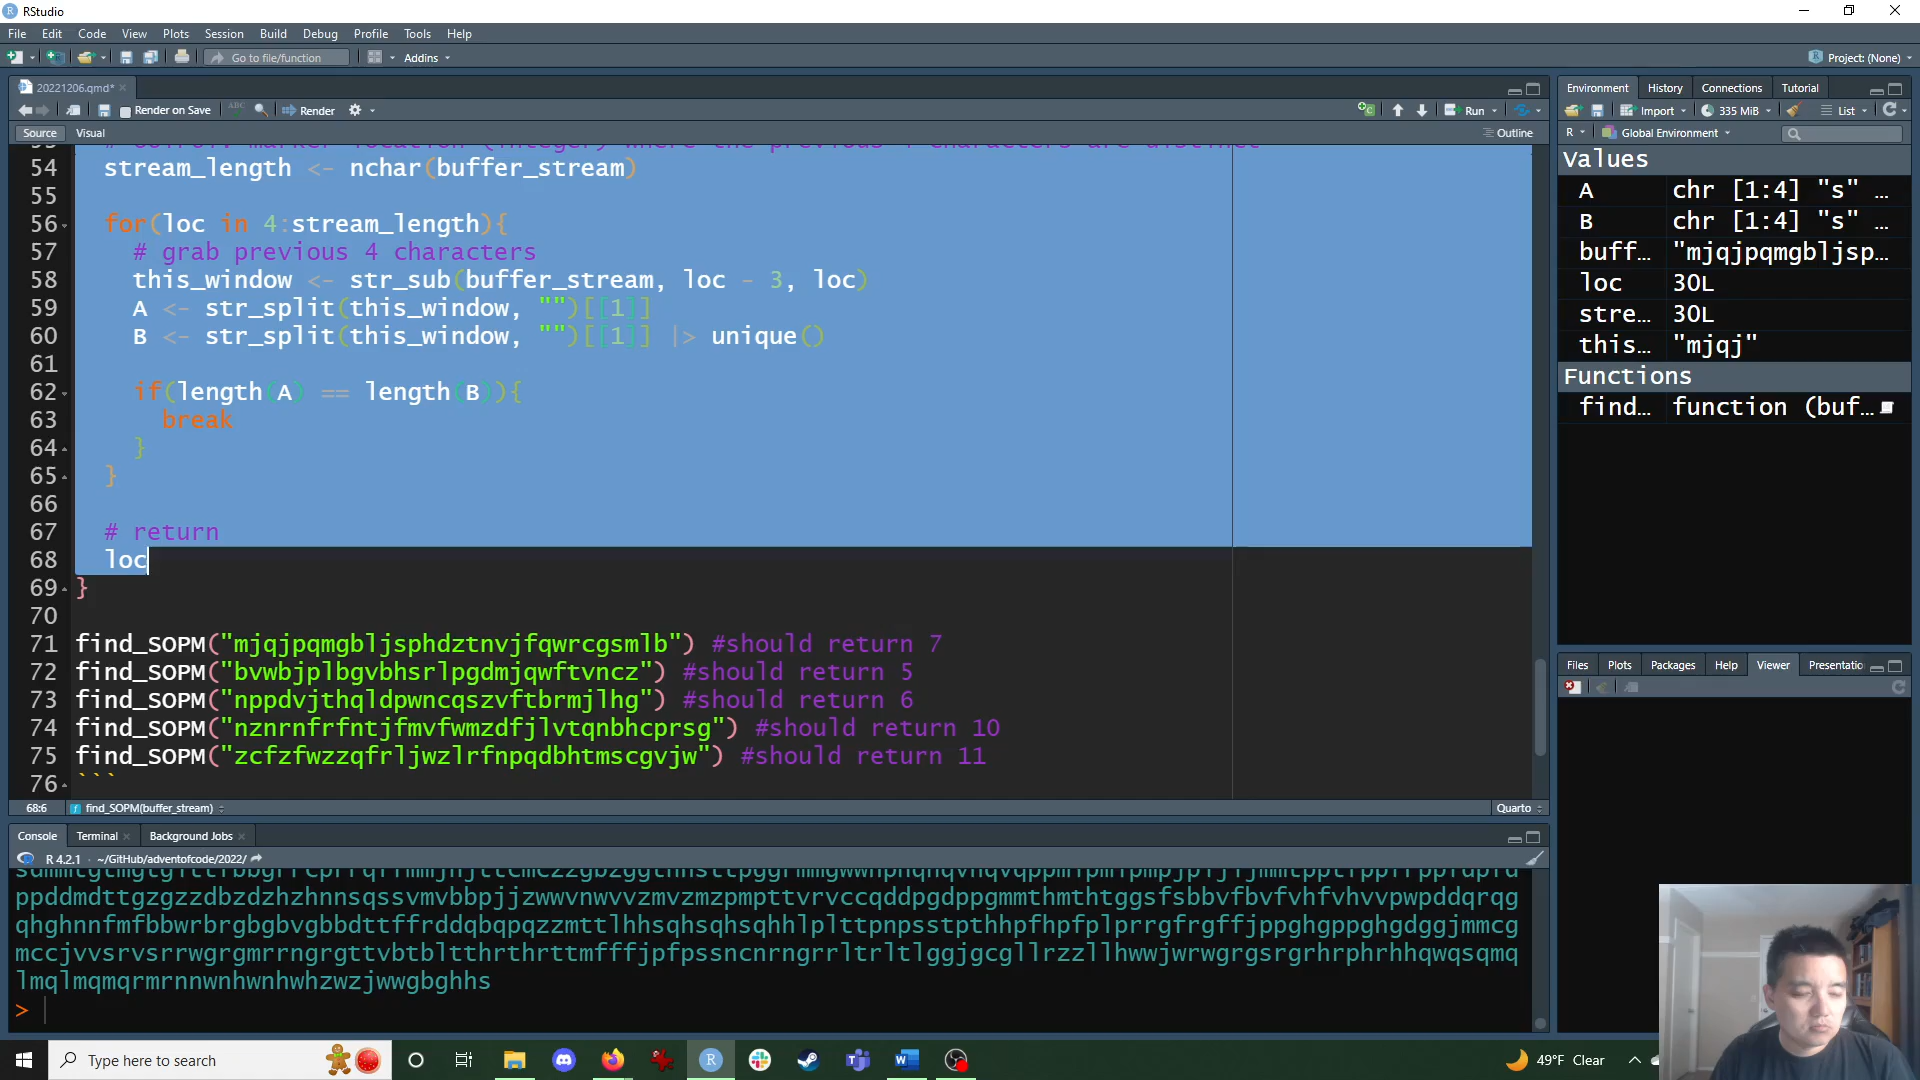 RStudio
File Edit Code View Plots Session Build Debug Profile Tools Help
Go to file/function Addins Project: (None)
20221206.qmd*
Render on Save ABC Render Run
Source Visual Outline
54 stream_length <- nchar(buffer_stream)
55
56 for(loc in 4:stream_length){
57 # grab previous 4 characters
58 this_window <- str_sub(buffer_stream, loc - 3, loc)
59 A <- str_split(this_window, "")[[1]]
60 B <- str_split(this_window, "")[[1]] |> unique()
61
62 if(length(A) == length(B)){
63 break
64 }
65 }
66
67 # return
68 loc
69 }
70
71 find_SOPM("mjqjpqmgbljsphdztnvjfqwrcgsmlb") #should return 7
72 find_SOPM("bvwbjplbgvbhsrlpgdmjqwftvncz") #should return 5
73 find_SOPM("nppdvjthqldpwncqszvftbrmjlhg") #should return 6
74 find_SOPM("nznrnfrfntjfmvfwmzdfjlvtqnbhcprsg") #should return 10
75 find_SOPM("zcfzfwzzqfrljwzlrfnpqdbhtmscgvjw") #should return 11
76 ```
68:6 find_SOPM(buffer_stream) Quarto
Console Terminal Background Jobs
R 4.2.1 · ~/GitHub/adventofcode/2022/
ppddmdttgzgzzdbzdzhzhnnsqssvmvbbpjjzwwvnwvvzmvzmzpmpttvrvccqddpgdppgmmthmthtggsfsbbvfbvfvhfvhvvpwpddqrqg
qhghnnfmfbbwrbrgbgbvgbbdttffrddqbqpqzzmttlhhsqhsqhsqhhlplttpnpsstpthhpfhpfplprrgfrgffjppghgppghgdggjmmcg
mccjvvsrvsrrwgrgmrrngrgttvbtbltthrthrttmfffjpfpssncnrngrrltrltlggjgcgllrzzllhwwjwrwgrgsrgrhrphrhhqwqsqmq
lmqlmqmqrmrnnwnhwnhwhzwzjwwgbghhs
>
Environment History Connections Tutorial
Import 335 MiB List
R Global Environment
Values
A chr [1:4] "s" …
B chr [1:4] "s" …
buff… "mjqjpqmgbljsp…
loc 30L
stre… 30L
this… "mjqj"
Functions
find… function (buf…
Files Plots Packages Help Viewer Presentatio
Type here to search
49°F Clear